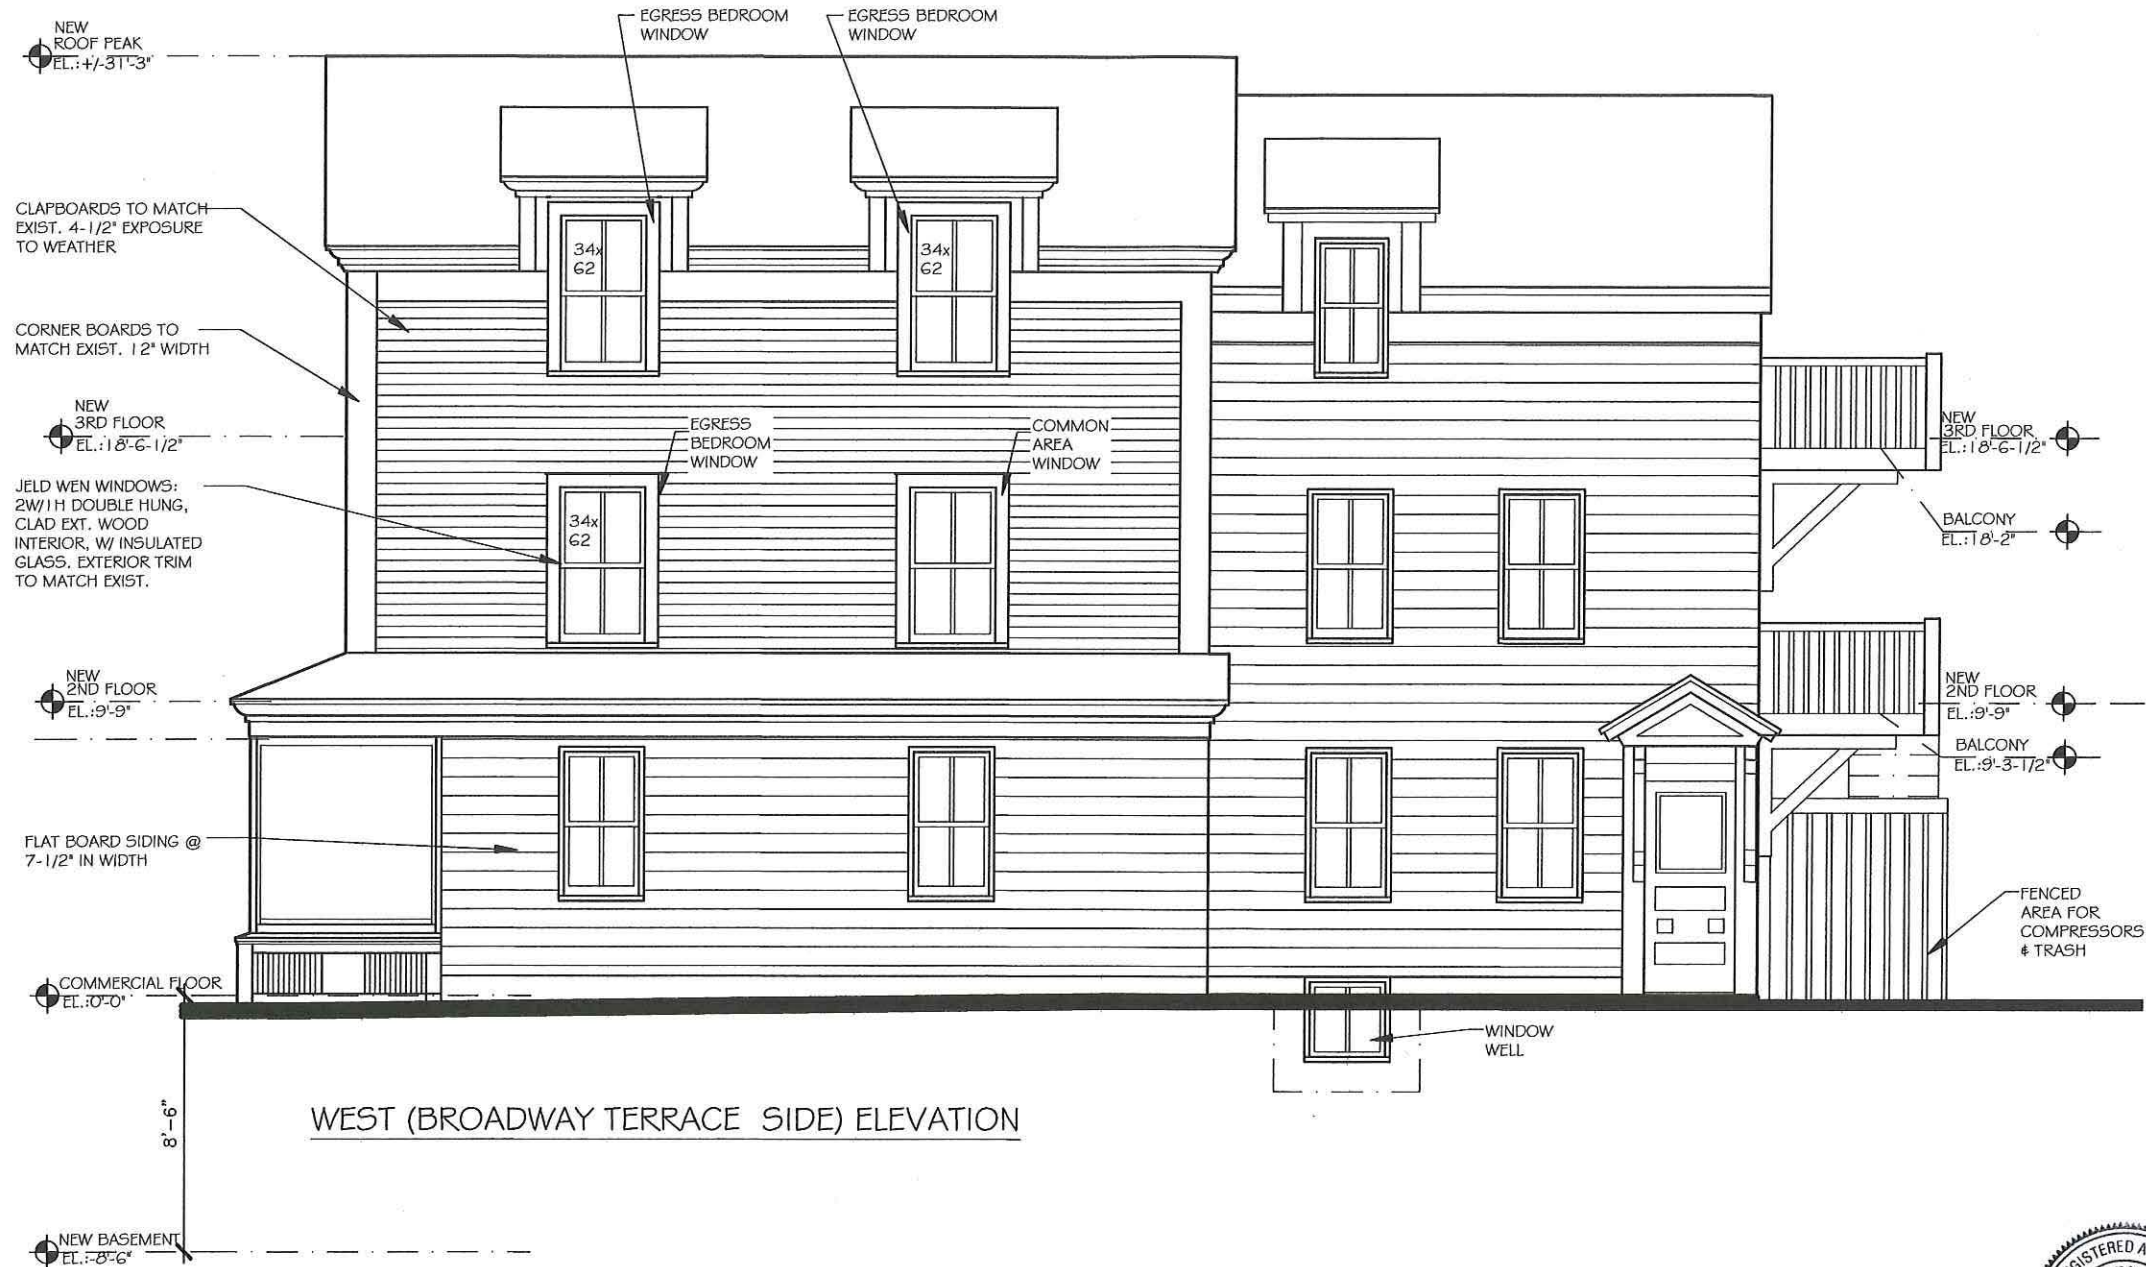 NEW
ROOF PEAK
EL.:+/-31'-3"
EGRESS BEDROOM
WINDOW
EGRESS BEDROOM
WINDOW
CLAPBOARDS TO MATCH
EXIST. 4-1/2" EXPOSURE
TO WEATHER
34x
62
34x
62
CORNER BOARDS TO
MATCH EXIST. 12" WIDTH
NEW
3RD FLOOR
EL.:18'-6-1/2"
EGRESS
BEDROOM
WINDOW
COMMON
AREA
WINDOW
NEW
3RD FLOOR
EL.:18'-6-1/2"
JELD WEN WINDOWS:
2W/1H DOUBLE HUNG,
CLAD EXT. WOOD
INTERIOR, W/ INSULATED
GLASS. EXTERIOR TRIM
TO MATCH EXIST.
34x
62
BALCONY
EL.:18'-2"
NEW
2ND FLOOR
EL.:9'-9"
NEW
2ND FLOOR
EL.:9'-9"
BALCONY
EL.:9'-3-1/2"
FLAT BOARD SIDING @
7-1/2" IN WIDTH
FENCED
AREA FOR
COMPRESSORS
& TRASH
COMMERCIAL FLOOR
EL.:0'-0"
WINDOW
WELL
8'-6"
WEST (BROADWAY TERRACE SIDE) ELEVATION
NEW BASEMENT
EL.:-8'-6"